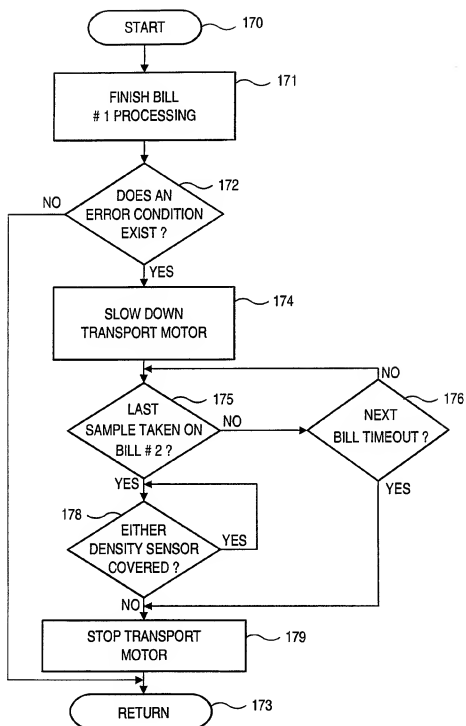 START
170
FINISH BILL
# 1 PROCESSING
171
DOES AN
ERROR CONDITION
EXIST ?
172
NO
YES
SLOW DOWN
TRANSPORT MOTOR
174
LAST
SAMPLE TAKEN ON
BILL # 2 ?
175
NO
YES
NEXT
BILL TIMEOUT ?
176
NO
YES
EITHER
DENSITY SENSOR
COVERED ?
178
YES
NO
STOP TRANSPORT
MOTOR
179
RETURN
173